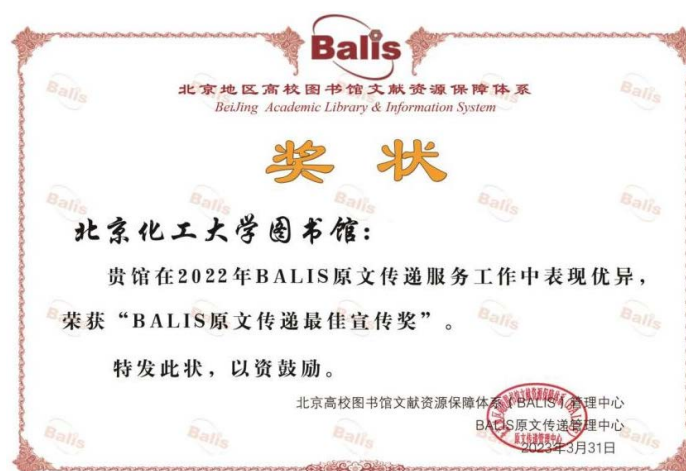 Balis
北京地区高校图书馆文献资源保障体系
BeiJing Academic Library & Information System
奖 状
北京化工大学图书馆：
贵馆在2022年BALIS原文传递服务工作中表现优异，
荣获“BALIS原文传递最佳宣传奖”。
特发此状，以资鼓励。
北京高校图书馆文献资源保障体系（BALIS）管理中心
BALIS原文传递管理中心
2023年3月31日